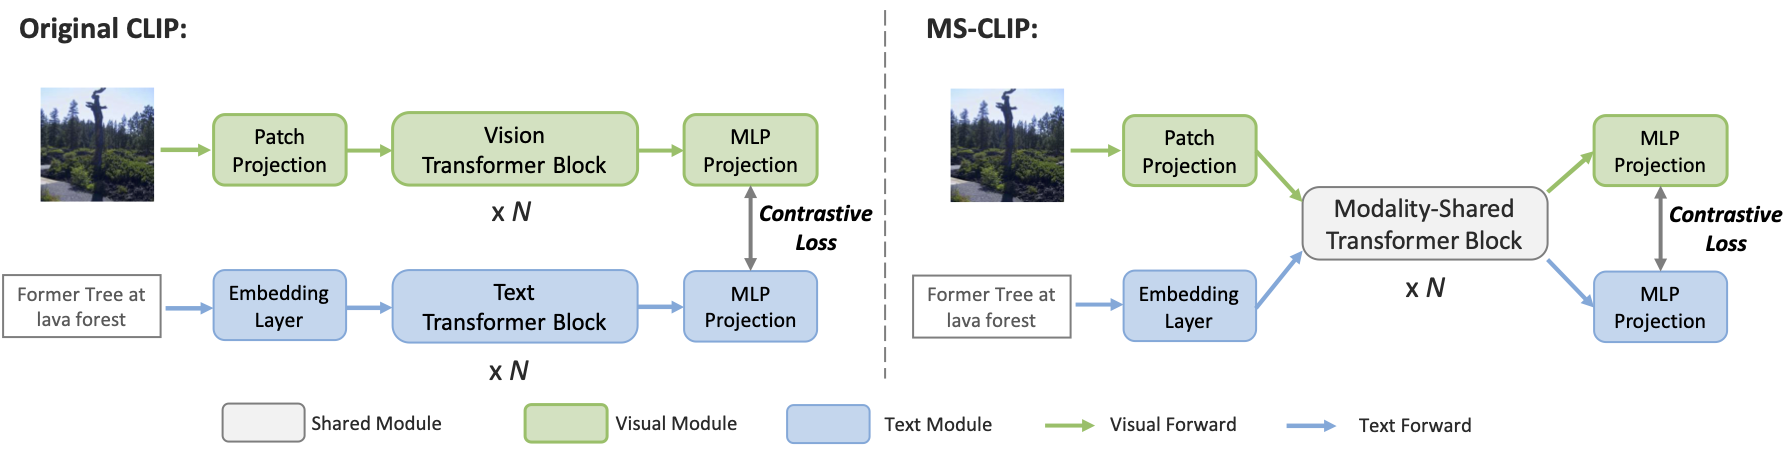 Original CLIP:
Patch
Projection
Vision
Transformer Block
x N
MLP
Projection
Contrastive
Loss
Former Tree at
lava forest
Embedding
Layer
Text
Transformer Block
x N
MLP
Projection
MS-CLIP:
Patch
Projection
MLP
Projection
Modality-Shared
Transformer Block
x N
Contrastive
Loss
Former Tree at
lava forest
Embedding
Layer
MLP
Projection
Shared Module
Visual Module
Text Module
Visual Forward
Text Forward